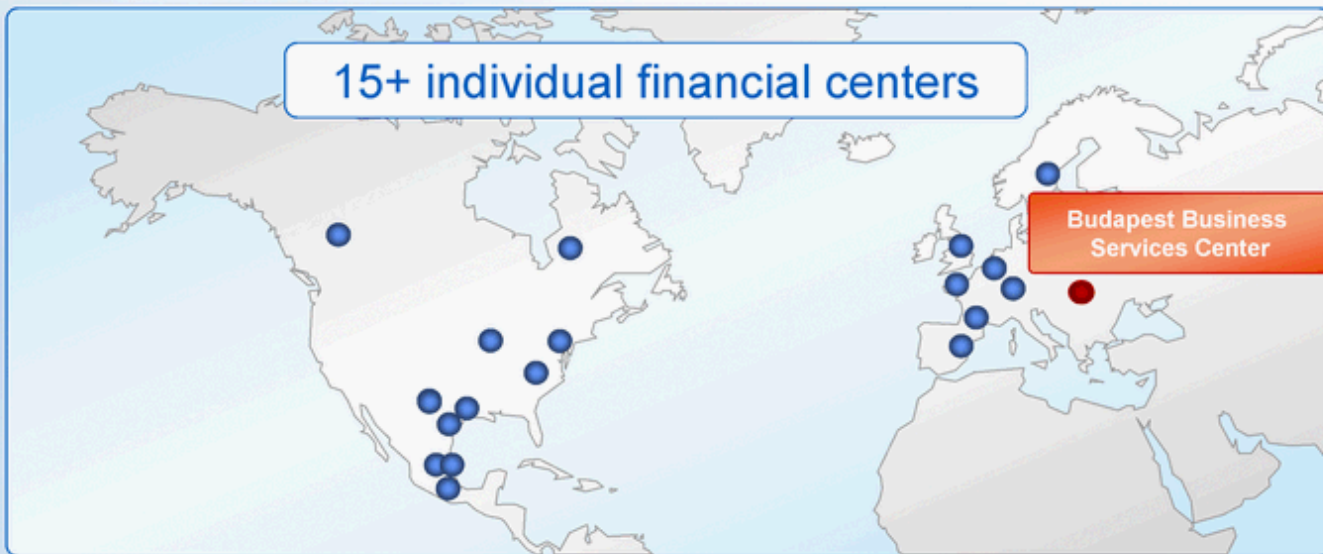 15+ individual financial centers
Budapest Business
Services Center